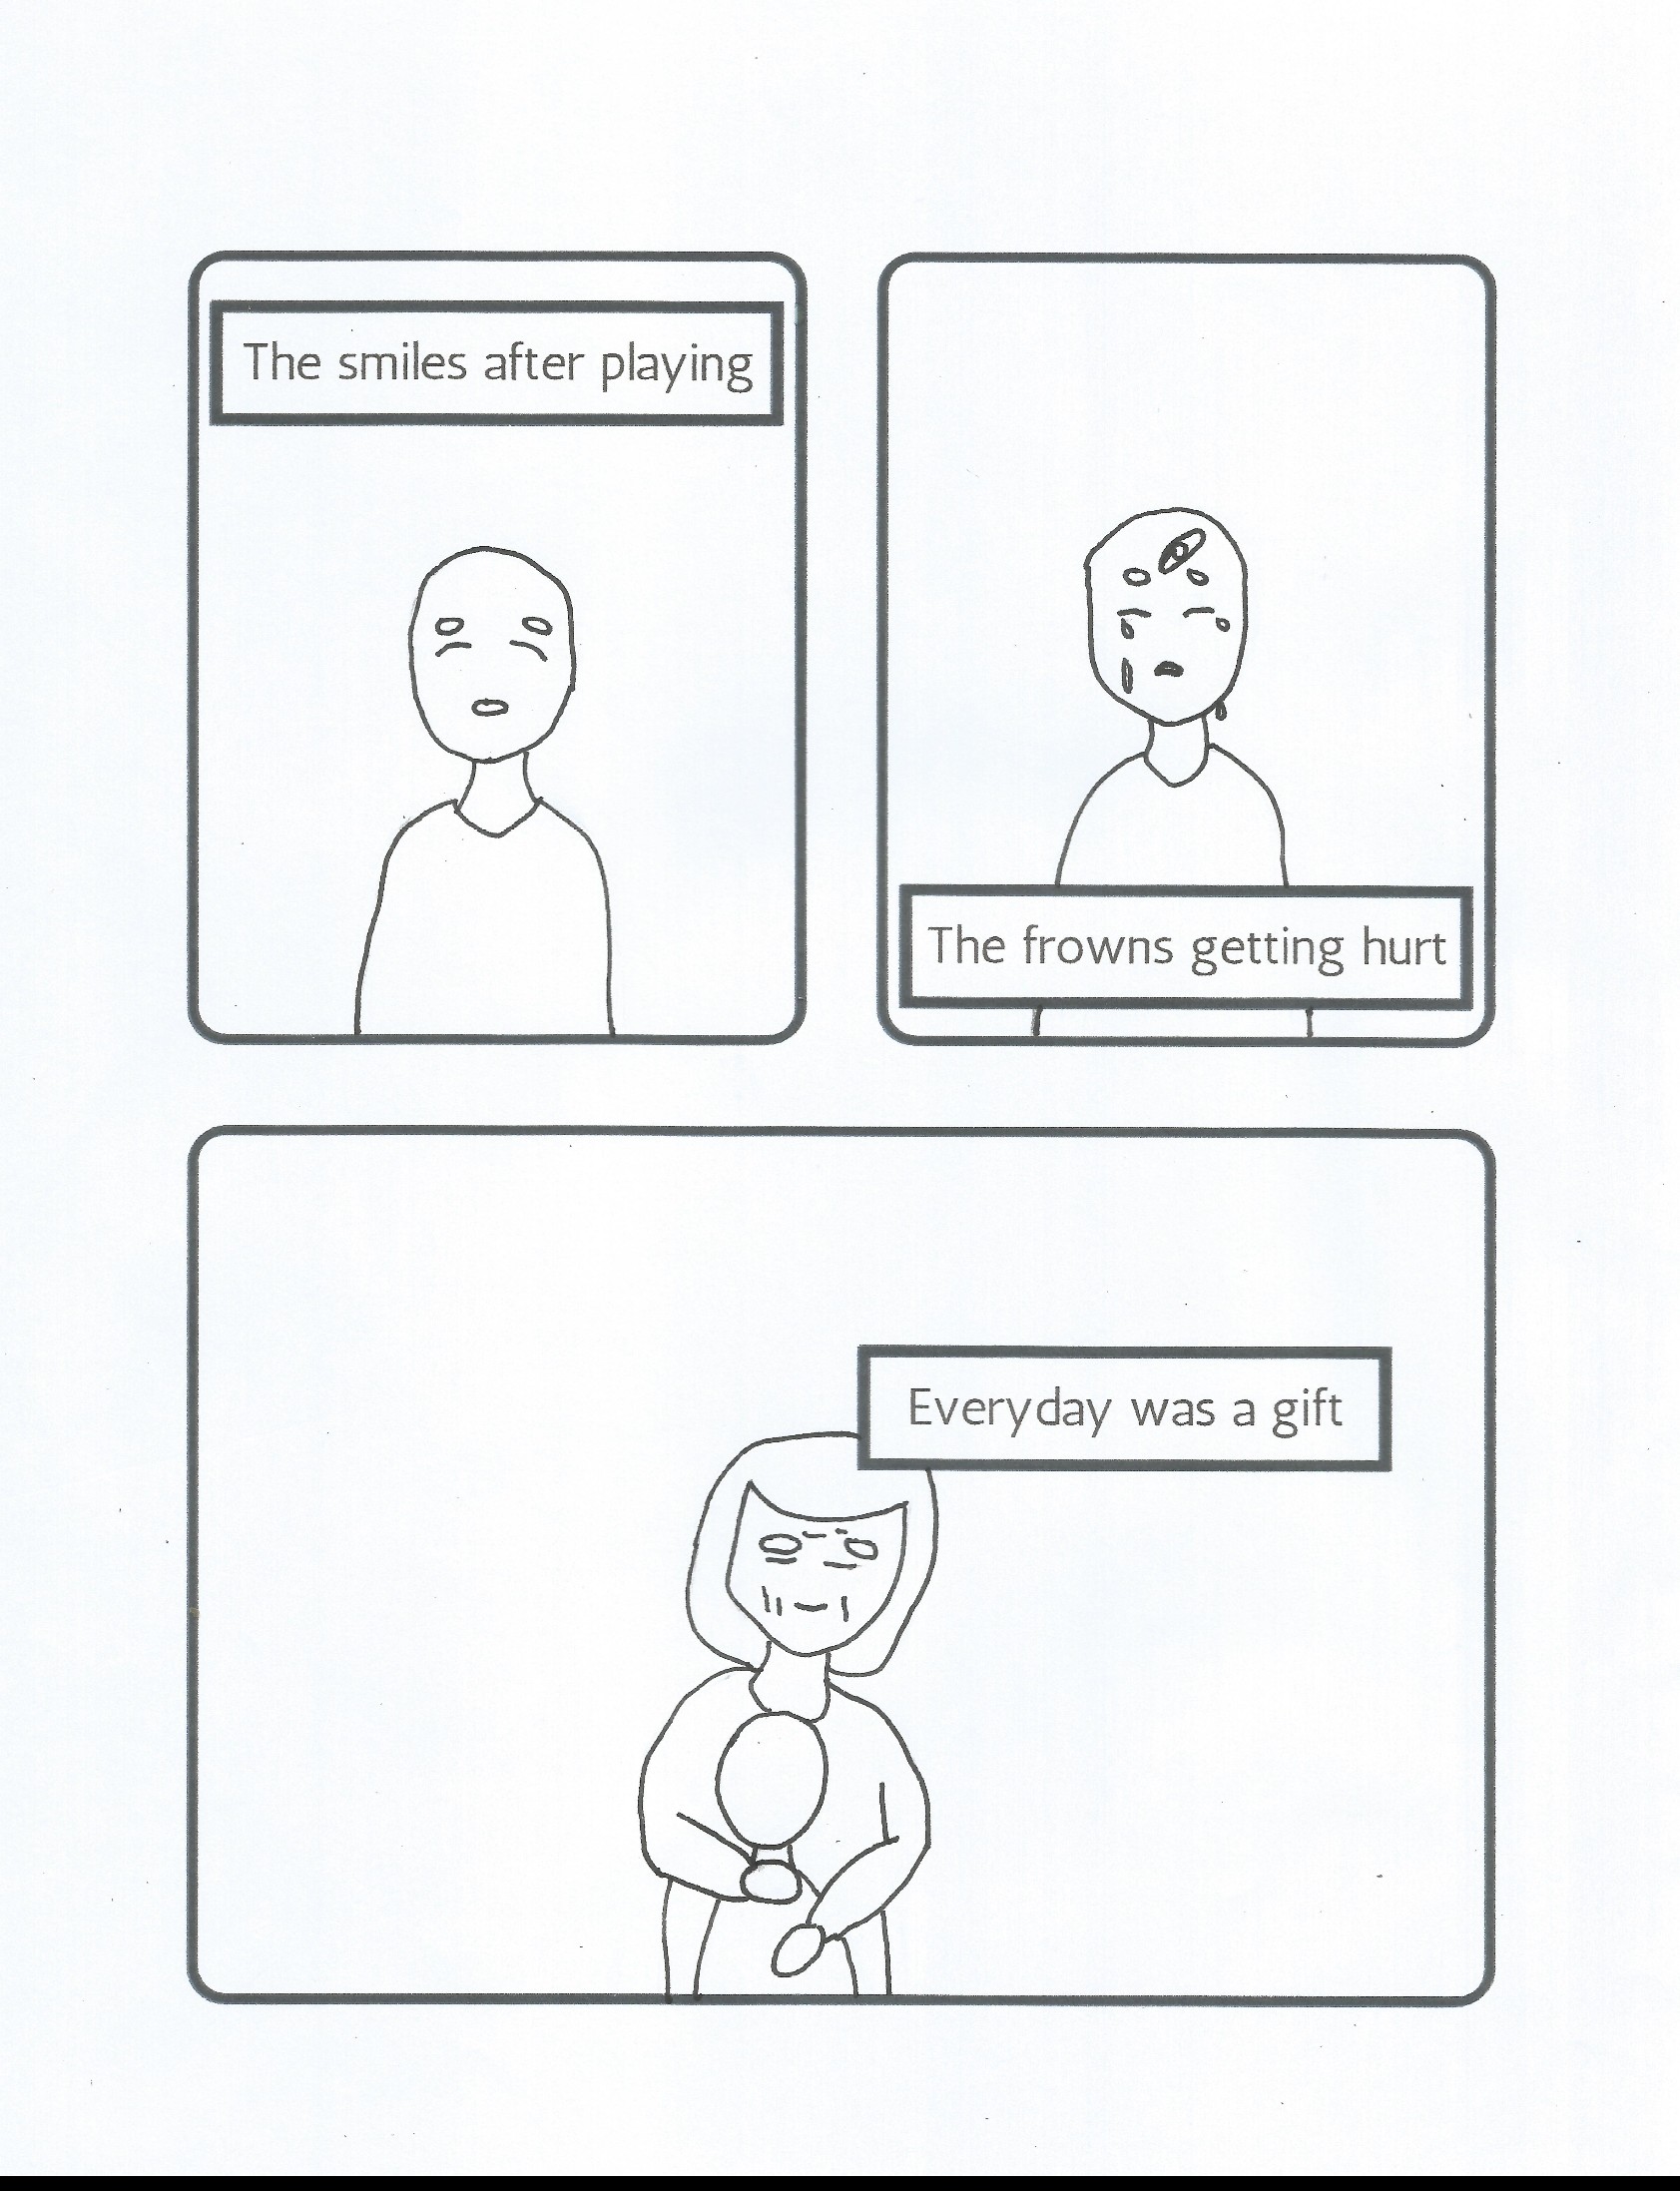 The smiles after playing
The frowns getting hurt
Everyday was a gift